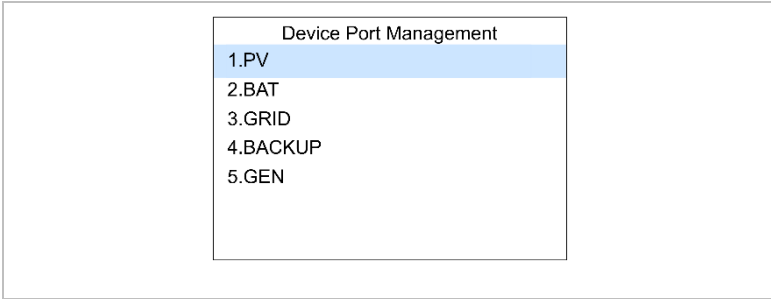 Device Port Management
1.PV
2.BAT
3.GRID
4.BACKUP
5.GEN